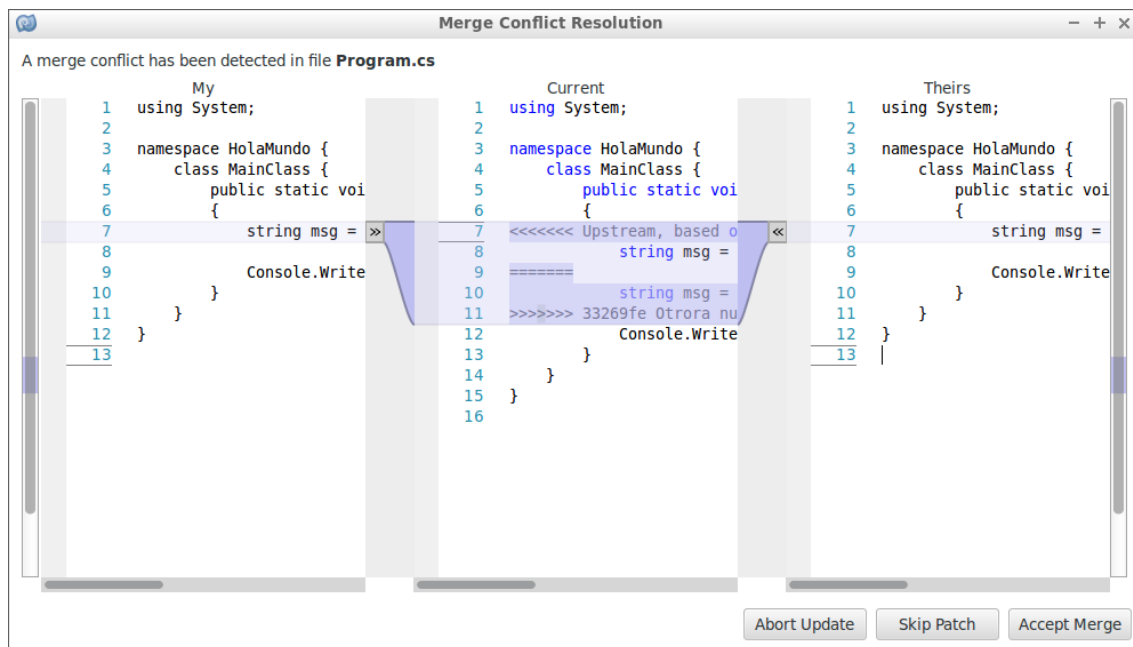 Merge Conflict Resolution
A merge conflict has been detected in file Program.cs
My
1 using System;
2
3 namespace HolaMundo {
4 class MainClass {
5 public static voi
6 {
7 string msg = »
8
9 Console.Write
10 }
11 }
12 }
13
Current
1 using System;
2
3 namespace HolaMundo {
4 class MainClass {
5 public static voi
6 {
7 <<<<<<< Upstream, based o
8 string msg =
9 =======
10 string msg =
11 >>>>>>> 33269fe Otrora nu
12 Console.Write
13 }
14 }
15 }
16
Theirs
«
1 using System;
2
3 namespace HolaMundo {
4 class MainClass {
5 public static voi
6 {
7 string msg =
8
9 Console.Write
10 }
11 }
12 }
13
Abort Update
Skip Patch
Accept Merge